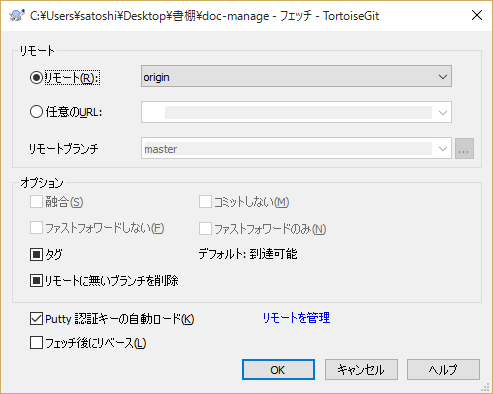 C:¥Users¥satoshi¥Desktop¥書棚¥doc-manage - フェッチ - TortoiseGit
リモート
リモート(R):
origin
任意のURL:
リモートブランチ
master
...
オプション
融合(S)
コミットしない(M)
ファストフォワードしない(F)
ファストフォワードのみ(N)
タグ
デフォルト: 到達可能
リモートに無いブランチを削除
Putty 認証キーの自動ロード(K)
リモートを管理
フェッチ後にリベース(L)
OK
キャンセル
ヘルプ